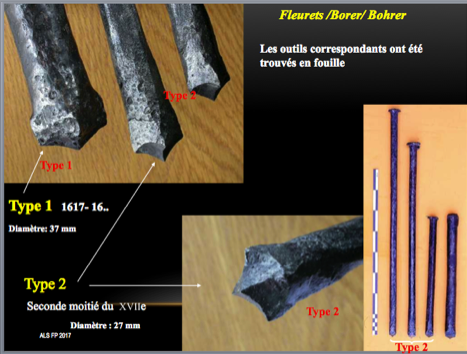 Fleurets /Borer/ Bohrer
Les outils correspondants ont été
trouvés en fouille
Type 2
Type 1
Type 1 1617- 16..
Diamètre: 37 mm
Type 2
Seconde moitié du XVIIe
Diamètre : 27 mm
Type 2
ALS FP 2017
Type 2